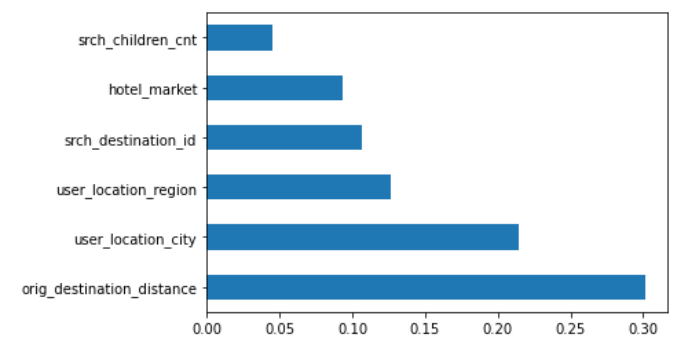 srch_children_cnt
hotel_market
srch_destination_id
user_location_region
user_location_city
orig_destination_distance
0.00 0.05 0.10 0.15 0.20 0.25 0.30